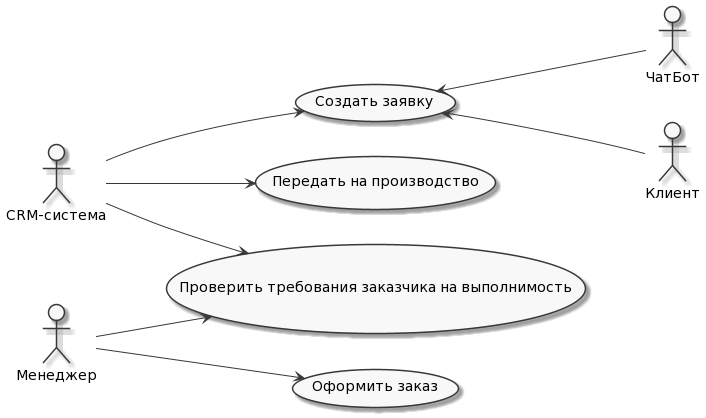 ЧатБот
Создать заявку
Передать на производство
Клиент
CRM-система
Проверить требования заказчика на выполнимость
Менеджер
Оформить заказ